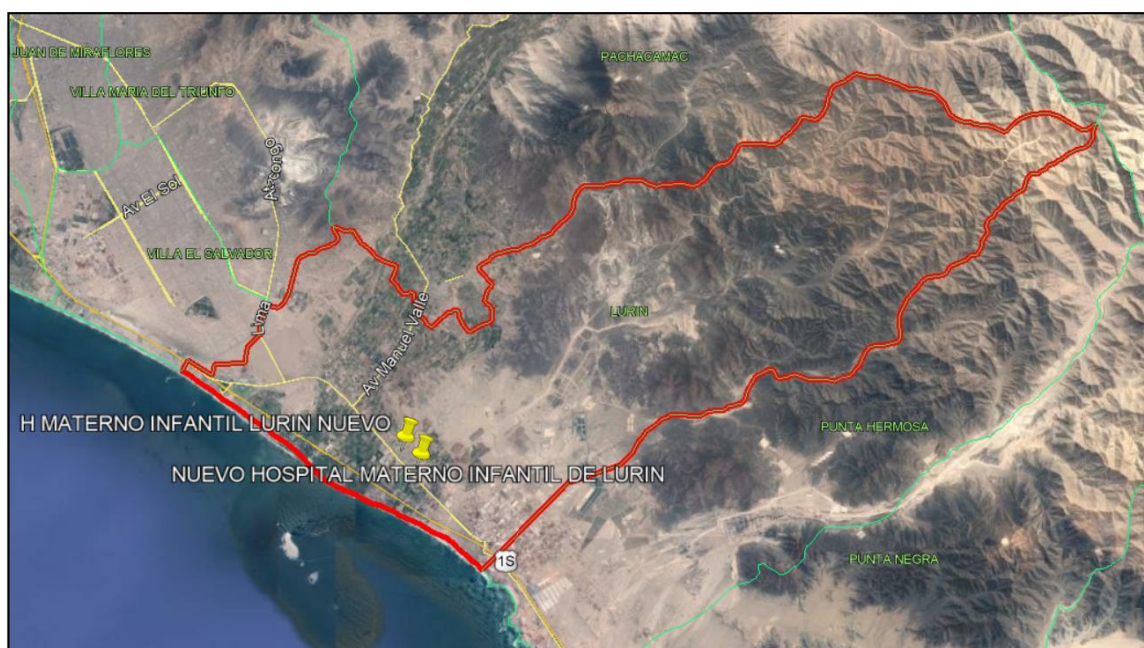 JUAN DE MIRAFLORES
PACHACAMAC
VILLA MARIA DEL TRIUNFO
Atocongo
Av El Sol
VILLA EL SALVADOR
Lima
Av Manuel Valle
LURIN
H MATERNO INFANTIL LURIN NUEVO
PUNTA HERMOSA
NUEVO HOSPITAL MATERNO INFANTIL DE LURIN
1S
PUNTA NEGRA